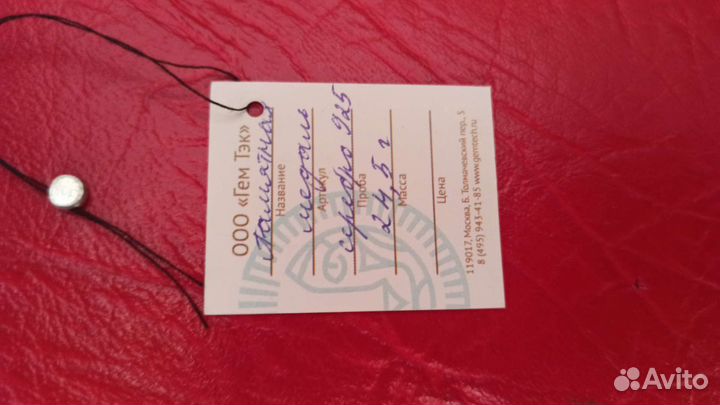 ООО «Гем Тэк»
Памятная
Название
медаль
Артикул
серебро 925
Проба
24,5 г
Масса
Цена
119017, Москва, Б. Толмачевский пер., 5
8 (495) 943-41-85 www.gemtech.ru
Avito